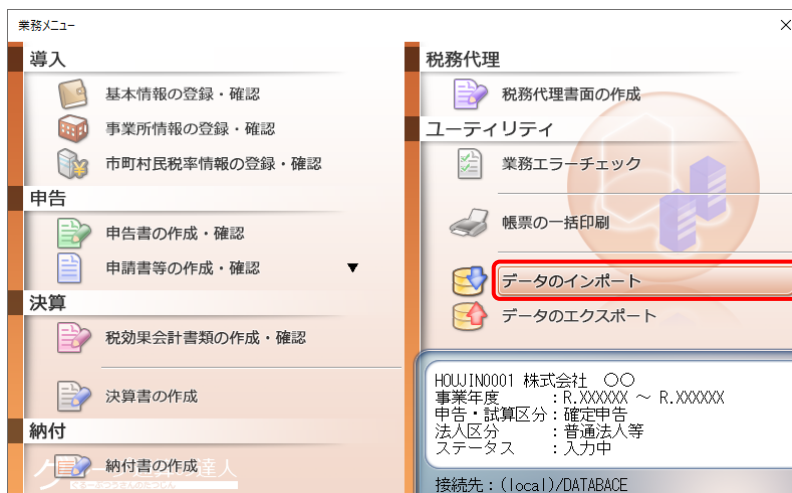 業務メニュー
導入
基本情報の登録・確認
事業所情報の登録・確認
市町村民税率情報の登録・確認
申告
申告書の作成・確認
申請書等の作成・確認 ▼
決算
税効果会計書類の作成・確認
決算書の作成
納付
納付書の作成
税務代理
税務代理書面の作成
ユーティリティ
業務エラーチェック
帳票の一括印刷
データのインポート
データのエクスポート
HOUJIN0001 株式会社 ○○
事業年度 : R.XXXXXX ~ R.XXXXXX
申告・試算区分 : 確定申告
法人区分 : 普通法人等
ステータス : 入力中
接続先 : (local)/DATABACE